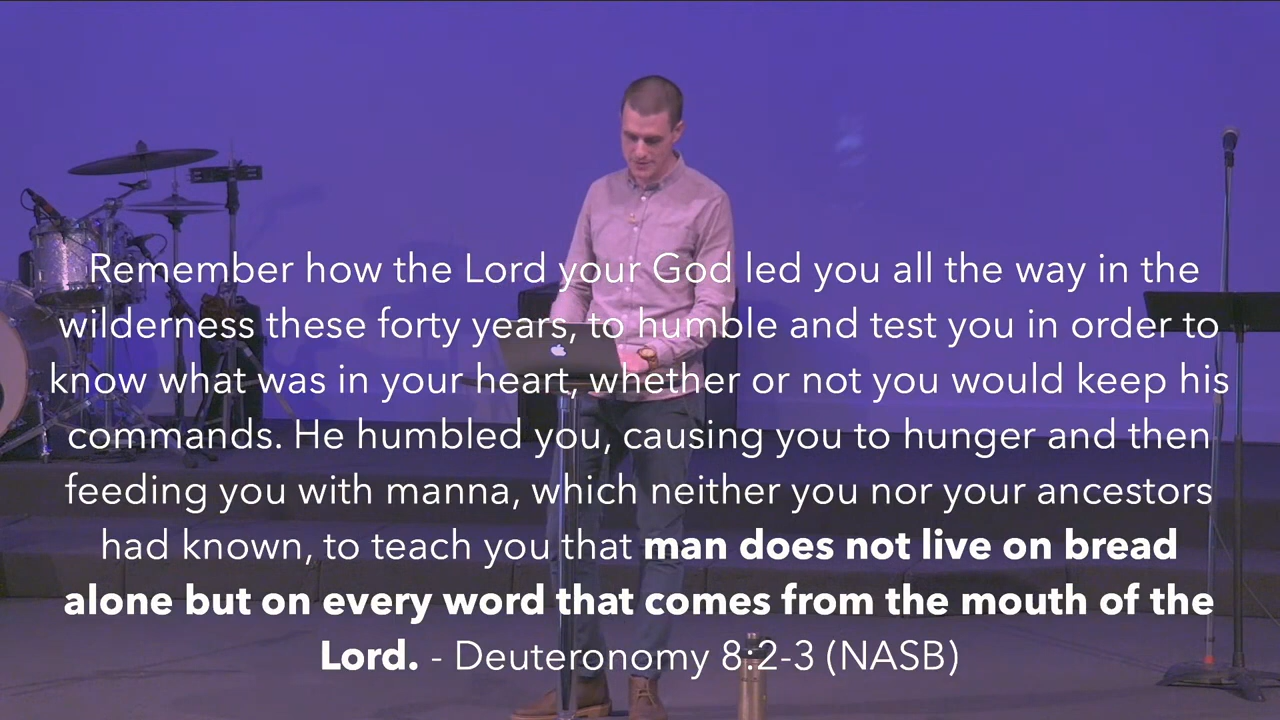 Remember how the Lord your God led you all the way in the
wilderness these forty years, to humble and test you in order to
know what was in your heart, whether or not you would keep his
commands. He humbled you, causing you to hunger and then
feeding you with manna, which neither you nor your ancestors
had known, to teach you that man does not live on bread
alone but on every word that comes from the mouth of the
Lord. - Deuteronomy 8:2-3 (NASB)